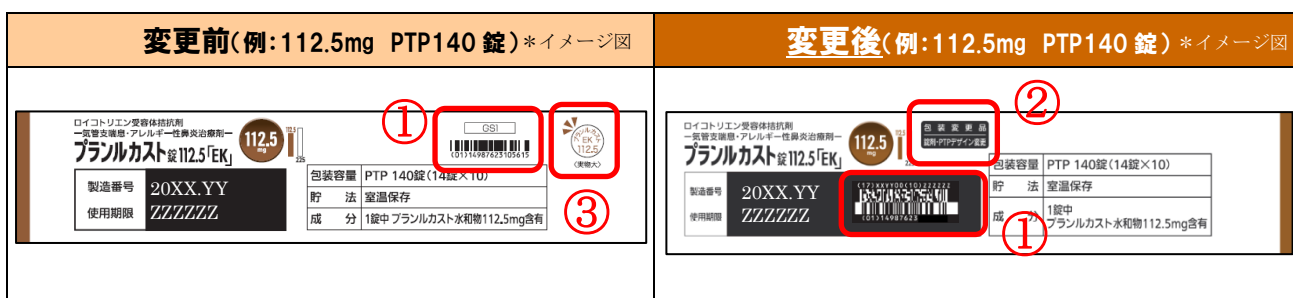 変更前(例:112.5mg PTP140 錠)*イメージ図
①
ロイコトリエン受容体拮抗剤
ー気管支喘息・アレルギー性鼻炎治療剤ー
プランルカスト錠112.5「EK」
112.5
mg
112.5
225
GS1
(01)14987623105615
プランルカスト
EK
112.5
(実物大)
製造番号 20XX.YY
使用期限 ZZZZZZ
包装容量 PTP 140錠(14錠×10)
貯 法 室温保存
成 分 1錠中 プランルカスト水和物112.5mg含有
③
変更後(例:112.5mg PTP140 錠)*イメージ図
②
ロイコトリエン受容体拮抗剤
ー気管支喘息・アレルギー性鼻炎治療剤ー
プランルカスト錠112.5「EK」
112.5
mg
包装変更品
錠剤・PTPデザイン変更
製造番号 20XX.YY
使用期限 ZZZZZZ
(17)XXYY00(10)ZZZZZZ
(01)14987623
包装容量 PTP 140錠(14錠×10)
貯 法 室温保存
成 分 1錠中
プランルカスト水和物112.5mg含有
①